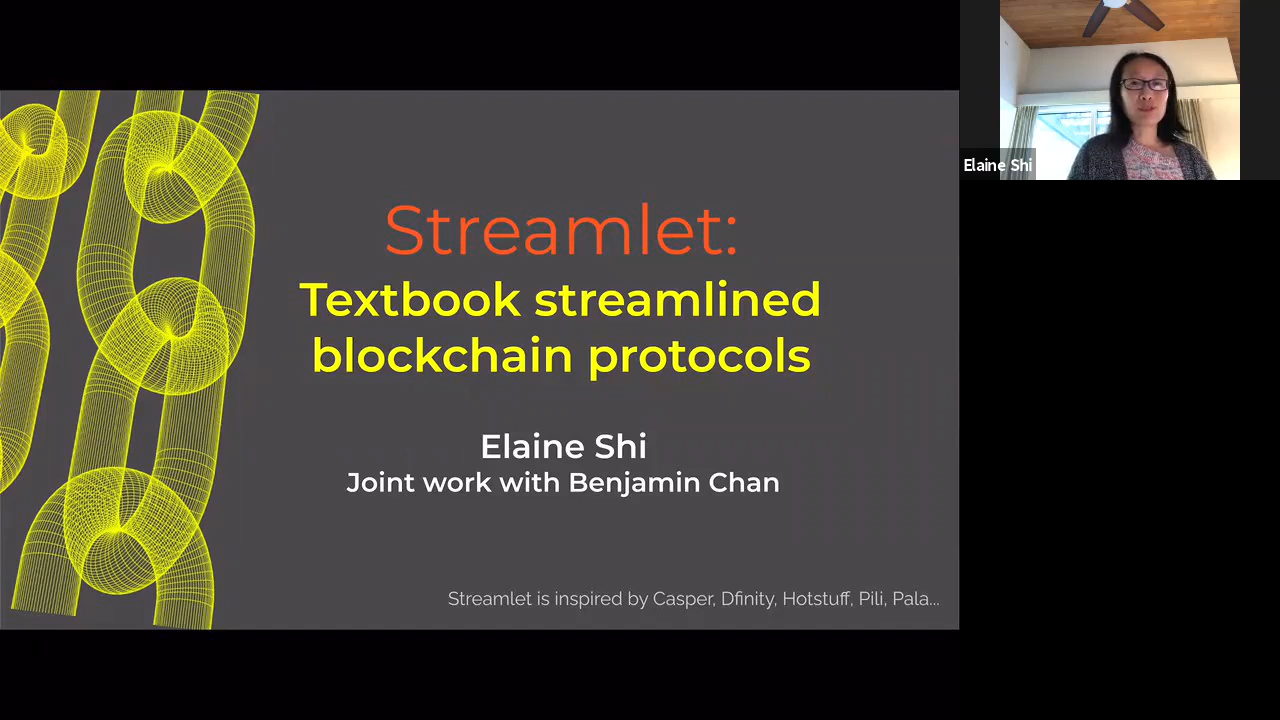 Streamlet:
Textbook streamlined
blockchain protocols
Elaine Shi
Joint work with Benjamin Chan
Streamlet is inspired by Casper, Dfinity, Hotstuff, Pili, Pala...
Elaine Shi